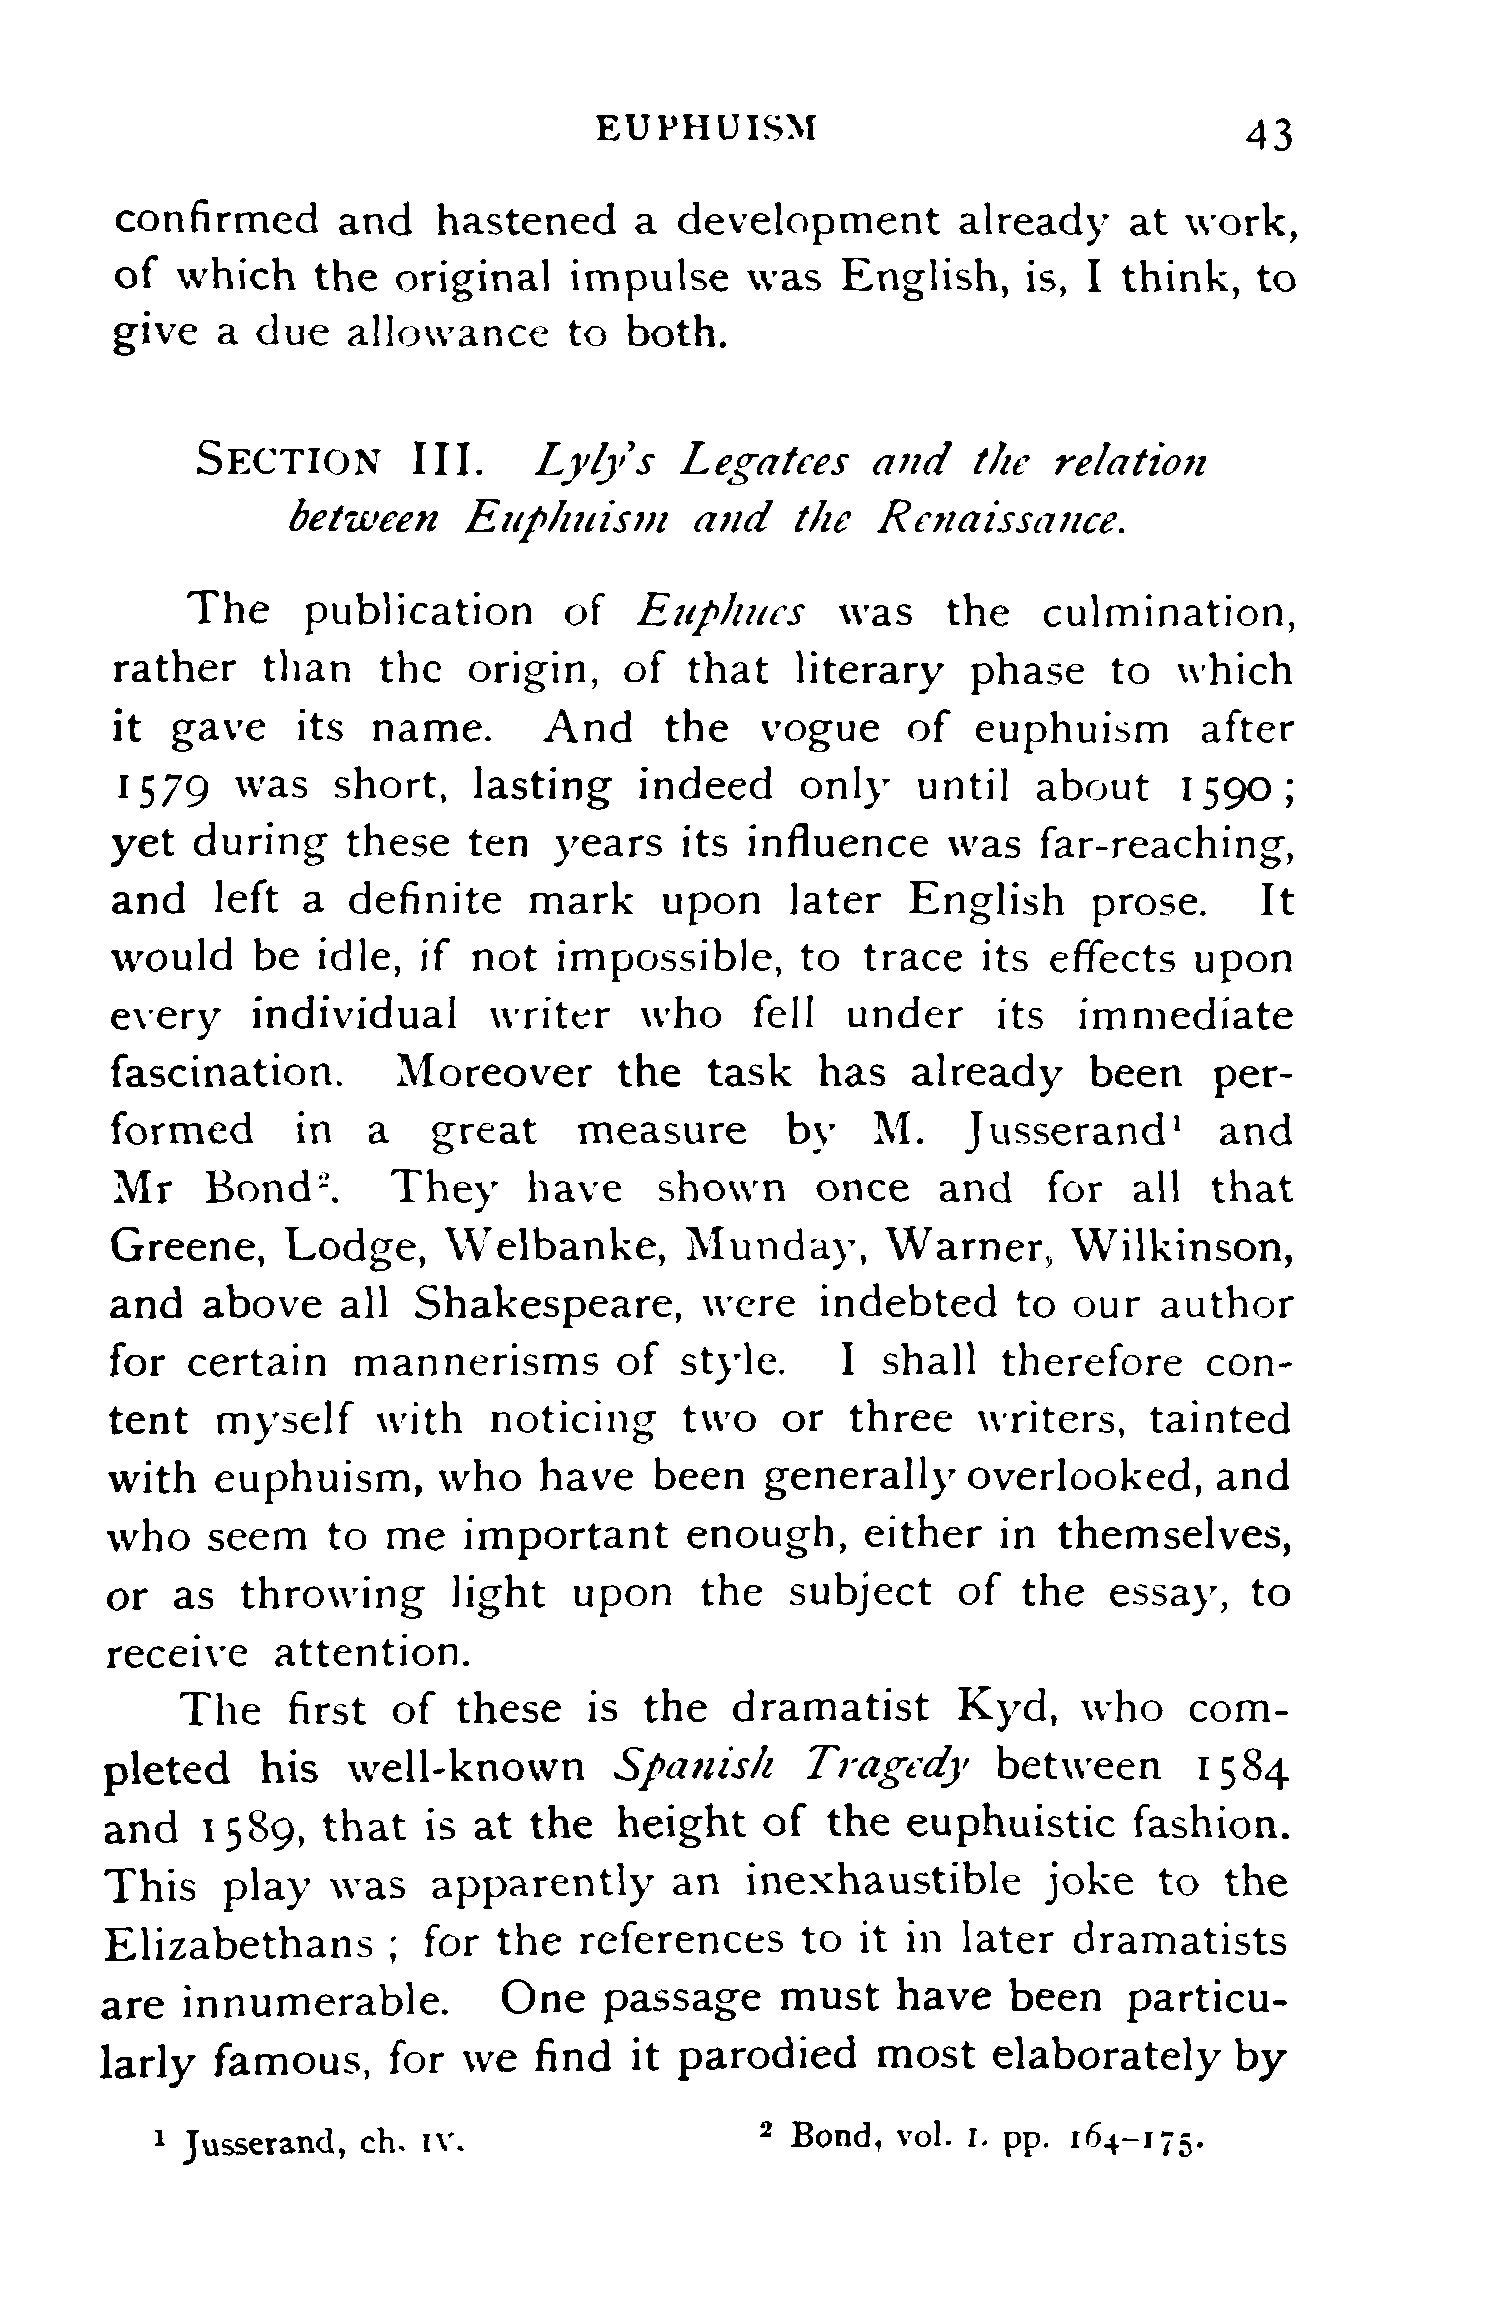 EUPHUISM 43
confirmed and hastened a development already at work,
of which the original impulse was English, is, I think, to
give a due allowance to both.
SECTION III. Lyly's Legatees and the relation
between Euphuism and the Renaissance.
The publication of Euphues was the culmination,
rather than the origin, of that literary phase to which
it gave its name. And the vogue of euphuism after
1579 was short, lasting indeed only until about 1590;
yet during these ten years its influence was far-reaching,
and left a definite mark upon later English prose. It
would be idle, if not impossible, to trace its effects upon
every individual writer who fell under its immediate
fascination. Moreover the task has already been per-
formed in a great measure by M. Jusserand¹ and
Mr Bond². They have shown once and for all that
Greene, Lodge, Welbanke, Munday, Warner, Wilkinson,
and above all Shakespeare, were indebted to our author
for certain mannerisms of style. I shall therefore con-
tent myself with noticing two or three writers, tainted
with euphuism, who have been generally overlooked, and
who seem to me important enough, either in themselves,
or as throwing light upon the subject of the essay, to
receive attention.
The first of these is the dramatist Kyd, who com-
pleted his well-known Spanish Tragedy between 1584
and 1589, that is at the height of the euphuistic fashion.
This play was apparently an inexhaustible joke to the
Elizabethans; for the references to it in later dramatists
are innumerable. One passage must have been particu-
larly famous, for we find it parodied most elaborately by
¹ Jusserand, ch. IV. ² Bond, vol. I. pp. 164-175.